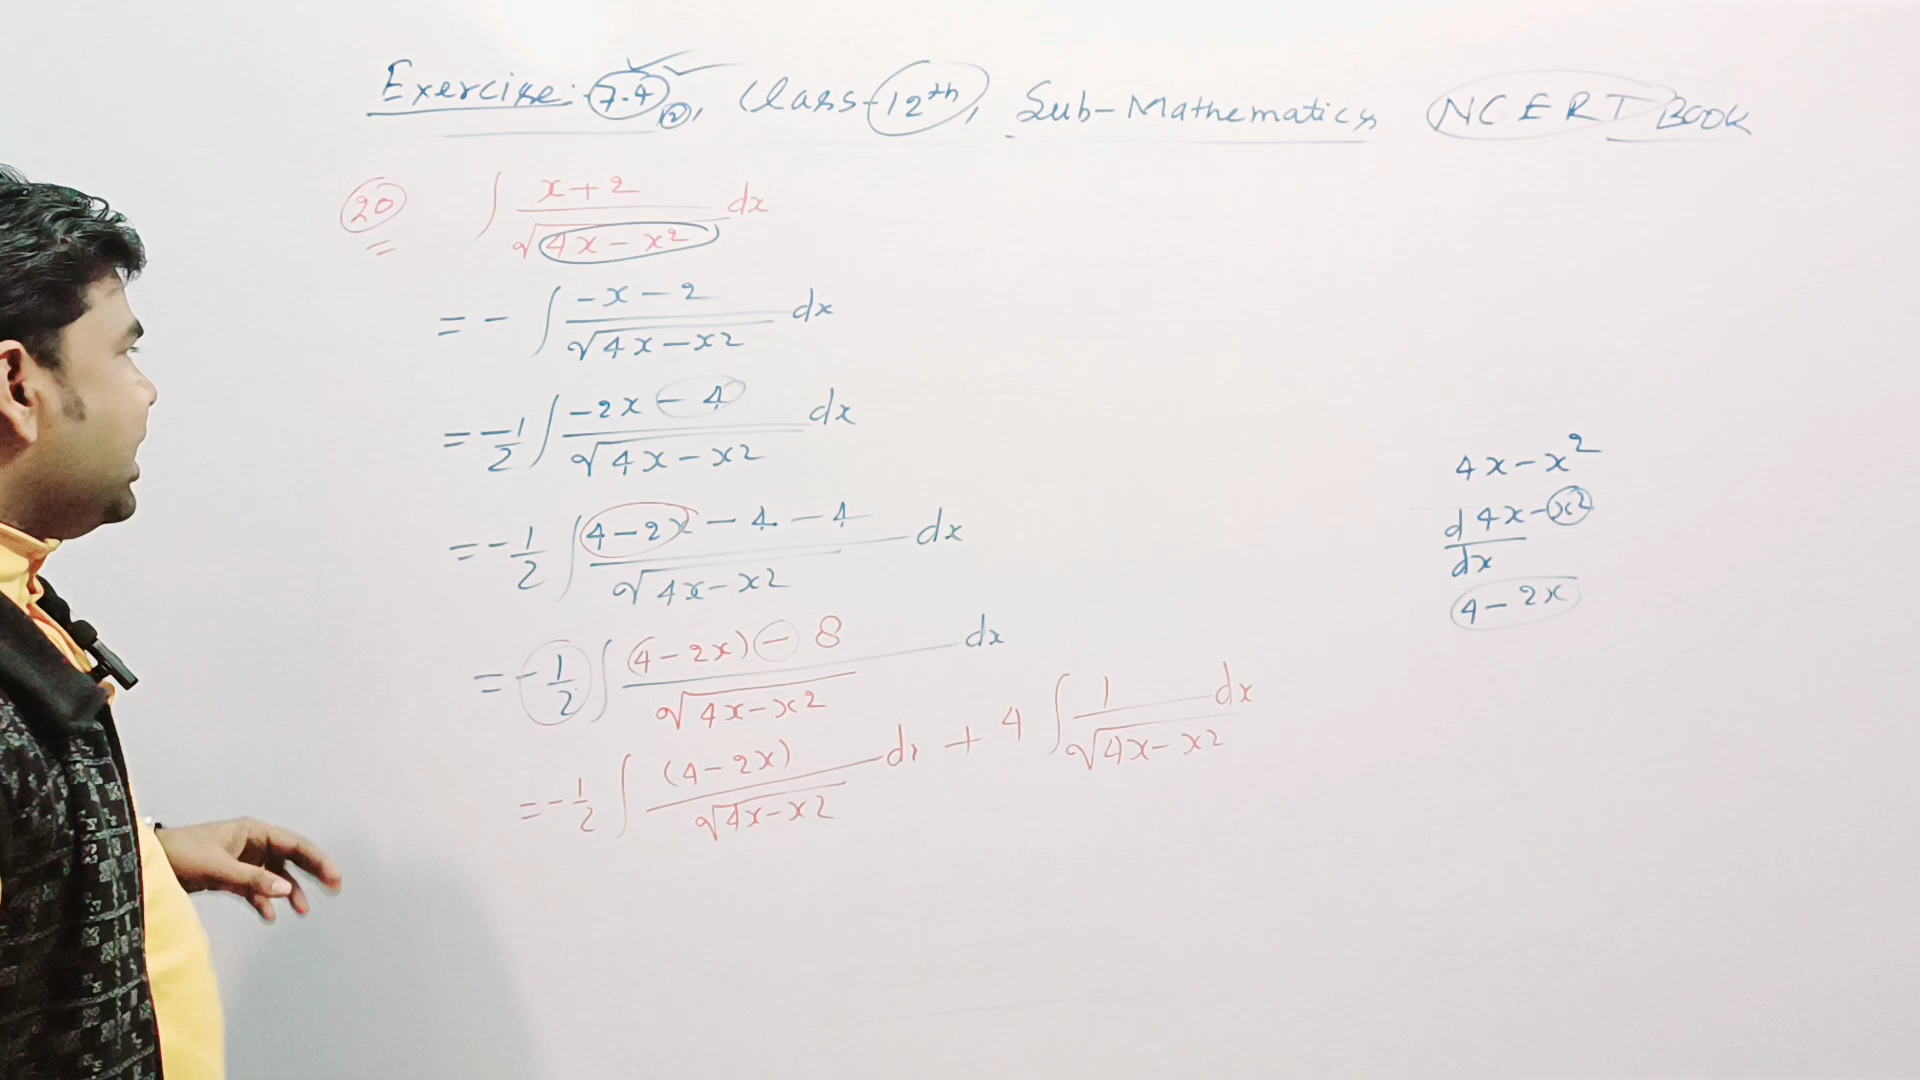 Exercise: 7.4 (2), Class-12th, Sub-Mathematics NCERT BOOK
20 ∫ x+2 / √4x-x2 dx
= - ∫ -x-2 / √4x-x2 dx
= -1/2 ∫ -2x-4 / √4x-x2 dx
= -1/2 ∫ 4-2x-4-4 / √4x-x2 dx
= -1/2 ∫ (4-2x)-8 / √4x-x2 dx
= -1/2 ∫ (4-2x) / √4x-x2 dx + 4 ∫ 1 / √4x-x2 dx
4x-x²
d/dx 4x-x2
4-2x